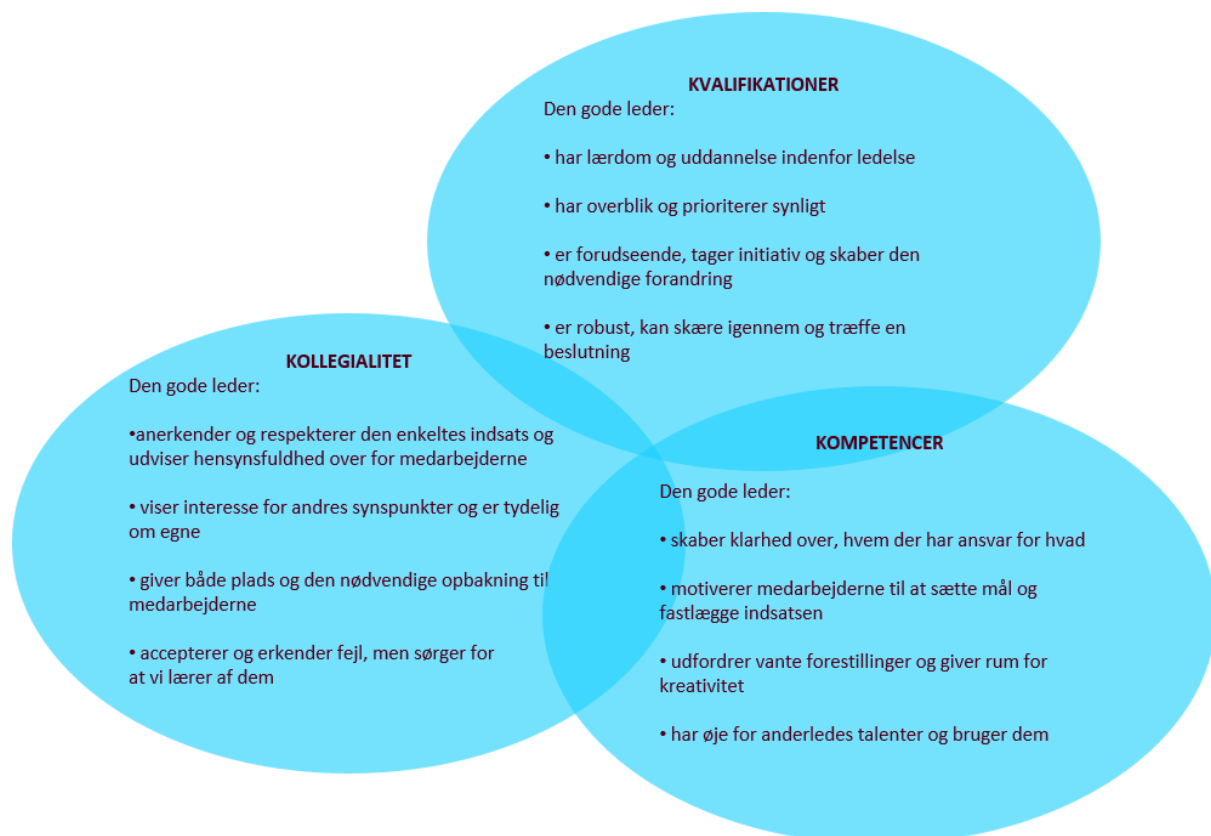 KVALIFIKATIONER
Den gode leder:
• har lærdom og uddannelse indenfor ledelse
• har overblik og prioriterer synligt
• er forudseende, tager initiativ og skaber den
nødvendige forandring
• er robust, kan skære igennem og træffe en
beslutning
KOLLEGIALITET
Den gode leder:
•anerkender og respekterer den enkeltes indsats og
udviser hensynsfuldhed over for medarbejderne
• viser interesse for andres synspunkter og er tydelig
om egne
• giver både plads og den nødvendige opbakning til
medarbejderne
• accepterer og erkender fejl, men sørger for
at vi lærer af dem
KOMPETENCER
Den gode leder:
• skaber klarhed over, hvem der har ansvar for hvad
• motiverer medarbejderne til at sætte mål og
fastlægge indsatsen
• udfordrer vante forestillinger og giver rum for
kreativitet
• har øje for anderledes talenter og bruger dem